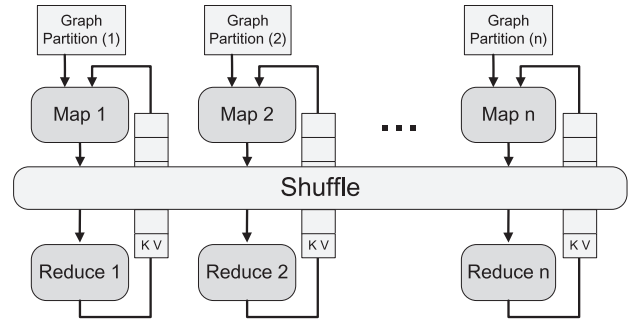 Graph
Partition (1)
Graph
Partition (2)
Graph
Partition (n)
Map 1
Map 2
...
Map n
Shuffle
K V
K V
K V
Reduce 1
Reduce 2
Reduce n